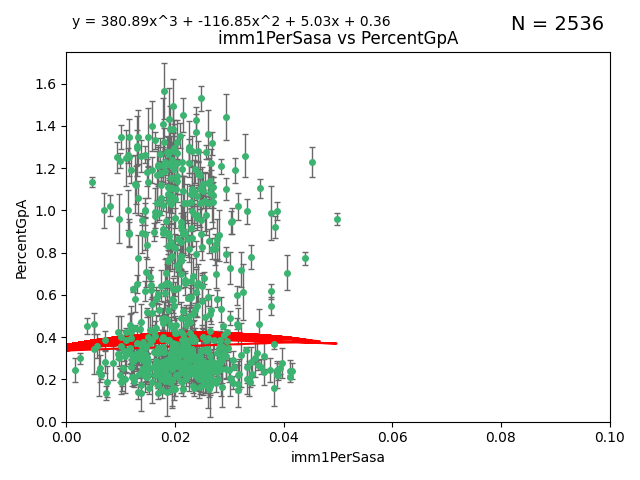 y = 380.89x^3 + -116.85x^2 + 5.03x + 0.36
N = 2536
imm1PerSasa vs PercentGpA
PercentGpA
1.6
1.4
1.2
1.0
0.8
0.6
0.4
0.2
0.0
0.00 0.02 0.04 0.06 0.08 0.10
imm1PerSasa